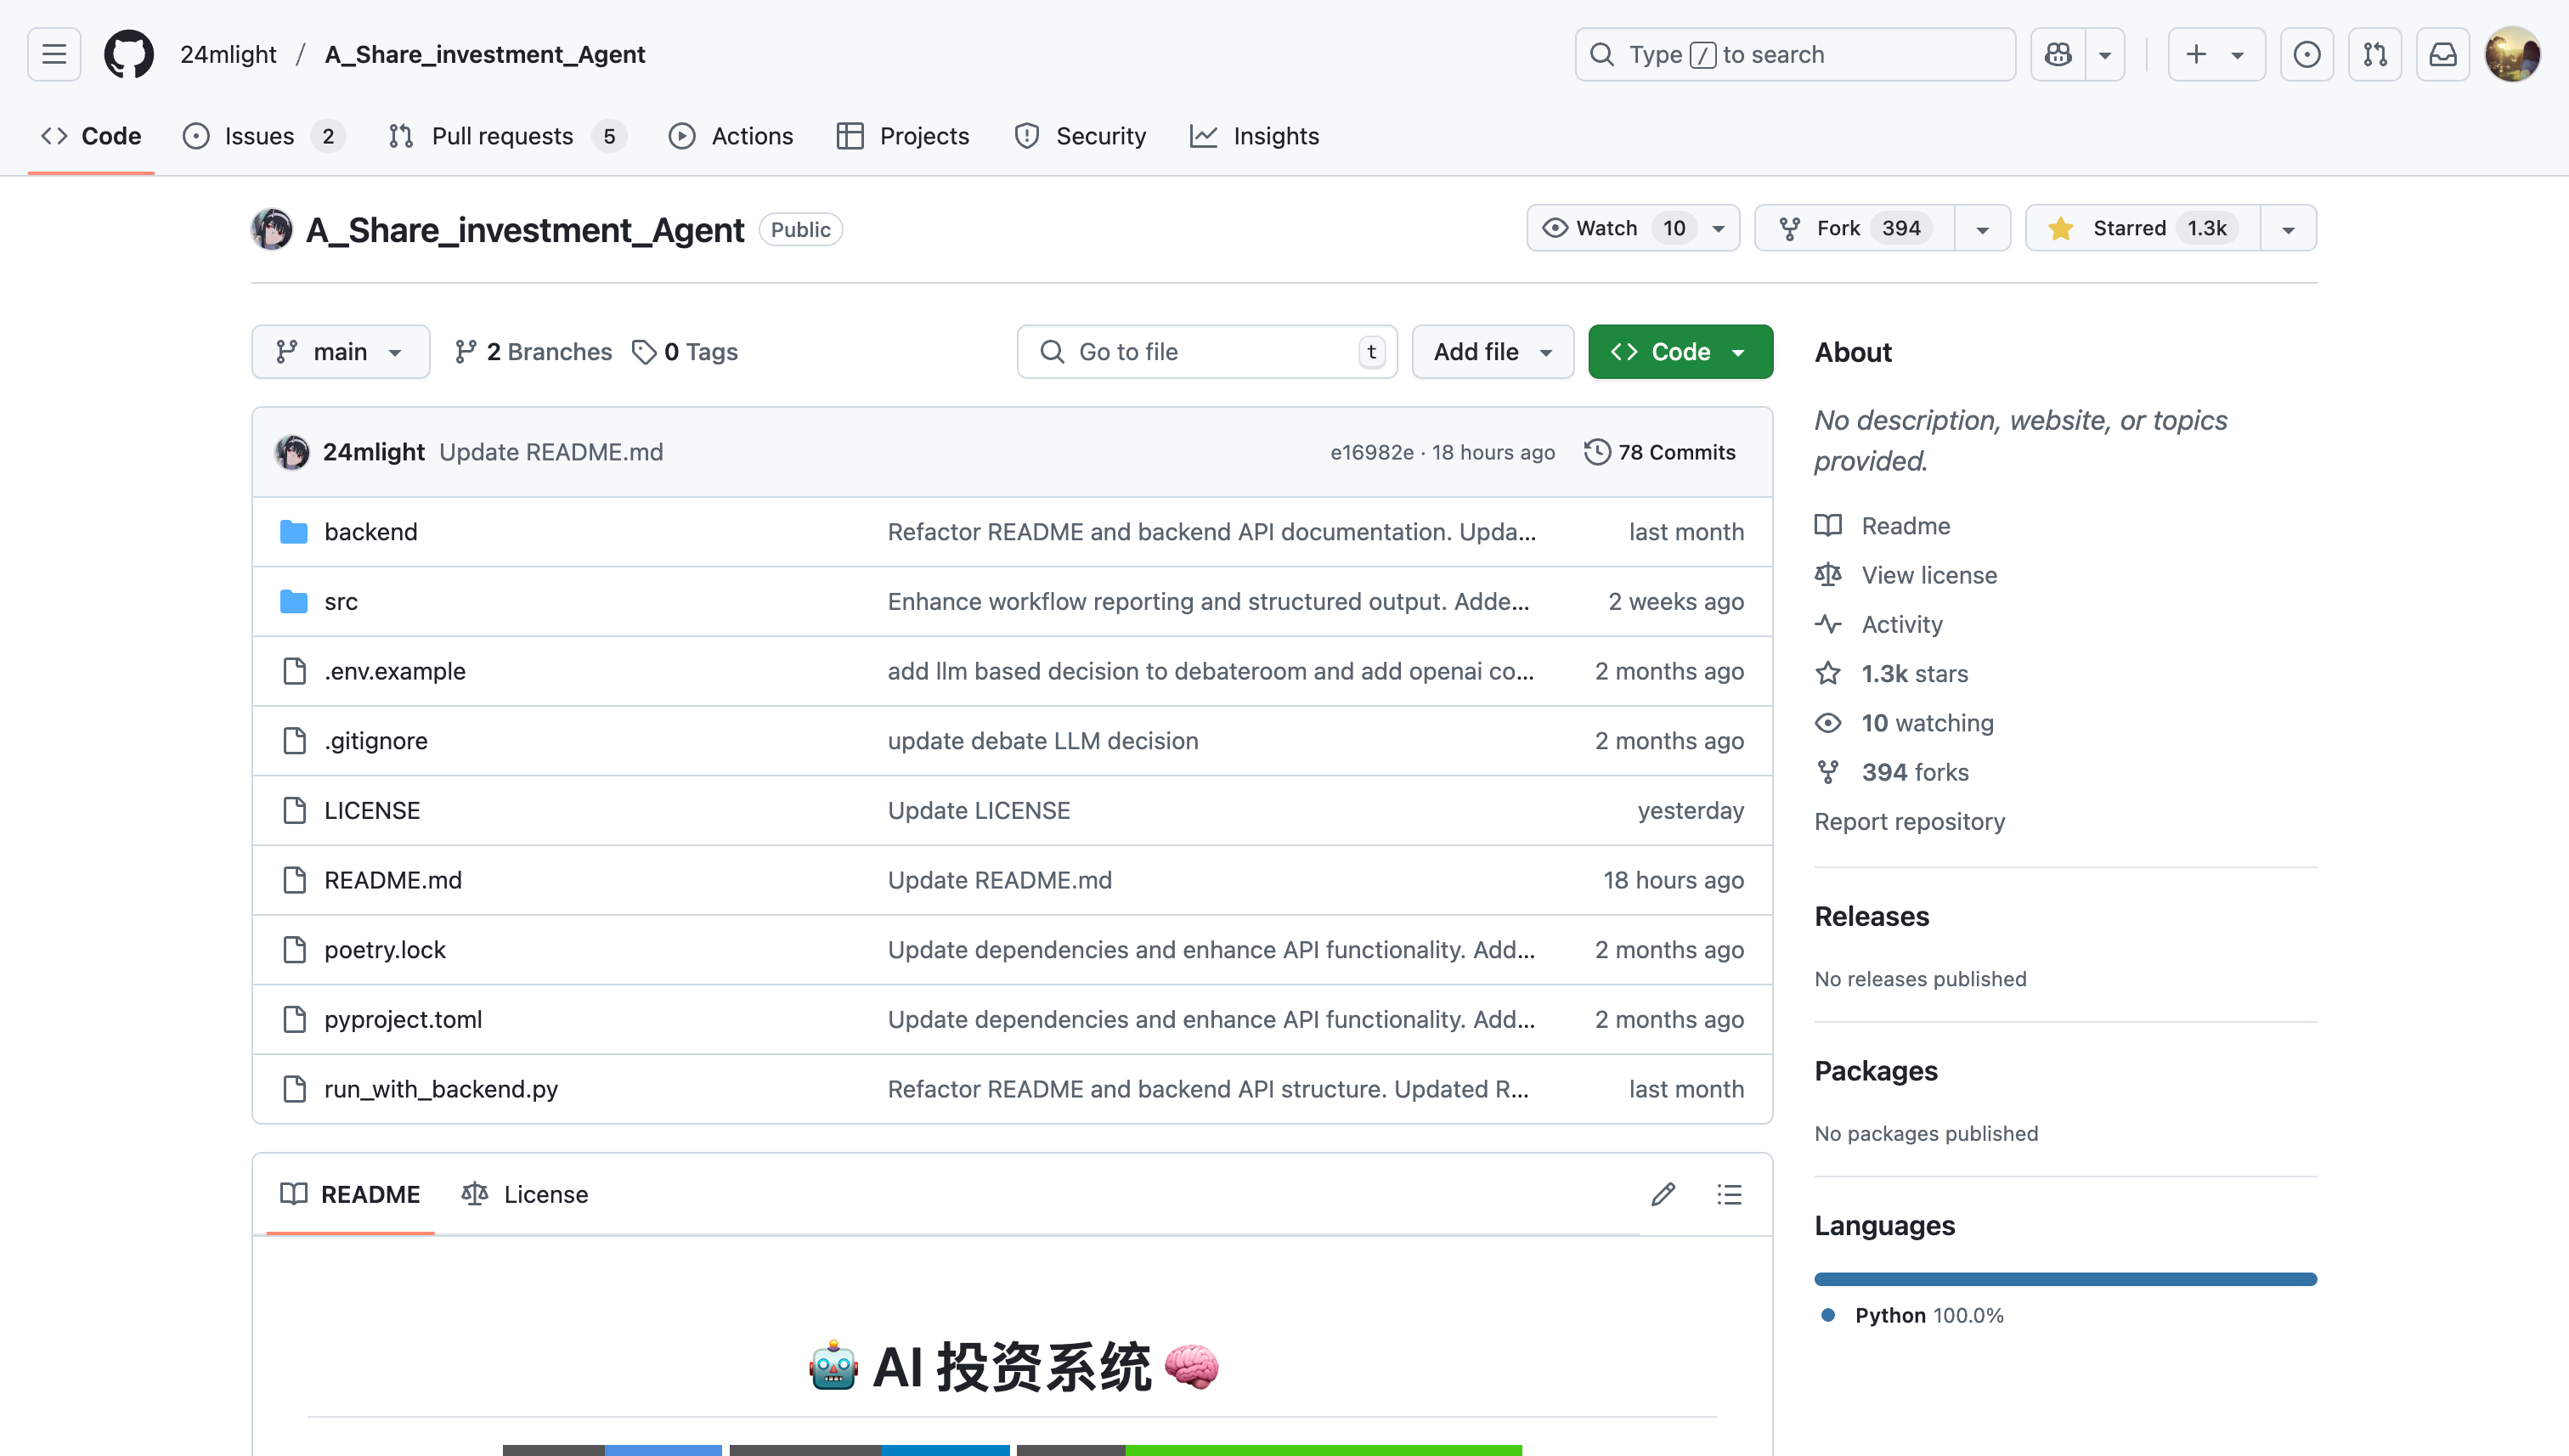 24mlight / A_Share_investment_Agent
Type / to search
Code
Issues 2
Pull requests 5
Actions
Projects
Security
Insights
A_Share_investment_Agent Public
Watch 10
Fork 394
Starred 1.3k
main
2 Branches
0 Tags
Go to file t
Add file
Code
24mlight Update README.md e16982e · 18 hours ago 78 Commits
backend Refactor README and backend API documentation. Upda... last month
src Enhance workflow reporting and structured output. Adde... 2 weeks ago
.env.example add llm based decision to debateroom and add openai co... 2 months ago
.gitignore update debate LLM decision 2 months ago
LICENSE Update LICENSE yesterday
README.md Update README.md 18 hours ago
poetry.lock Update dependencies and enhance API functionality. Add... 2 months ago
pyproject.toml Update dependencies and enhance API functionality. Add... 2 months ago
run_with_backend.py Refactor README and backend API structure. Updated R... last month
README License
🤖 AI 投资系统 🧠
About
No description, website, or topics
provided.
Readme
View license
Activity
1.3k stars
10 watching
394 forks
Report repository
Releases
No releases published
Packages
No packages published
Languages
Python 100.0%